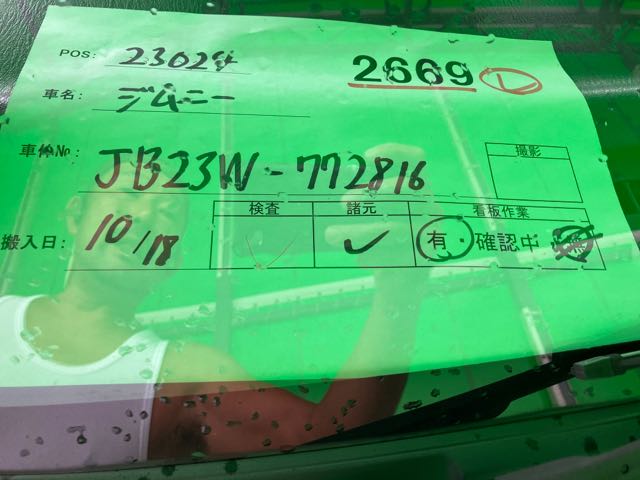 POS: 23024 2669 L
車名: ジムニー
車体No: JB23W-772816 撮影
検査 諸元 看板作業
搬入日: 10/18 ✓ 有・確認中